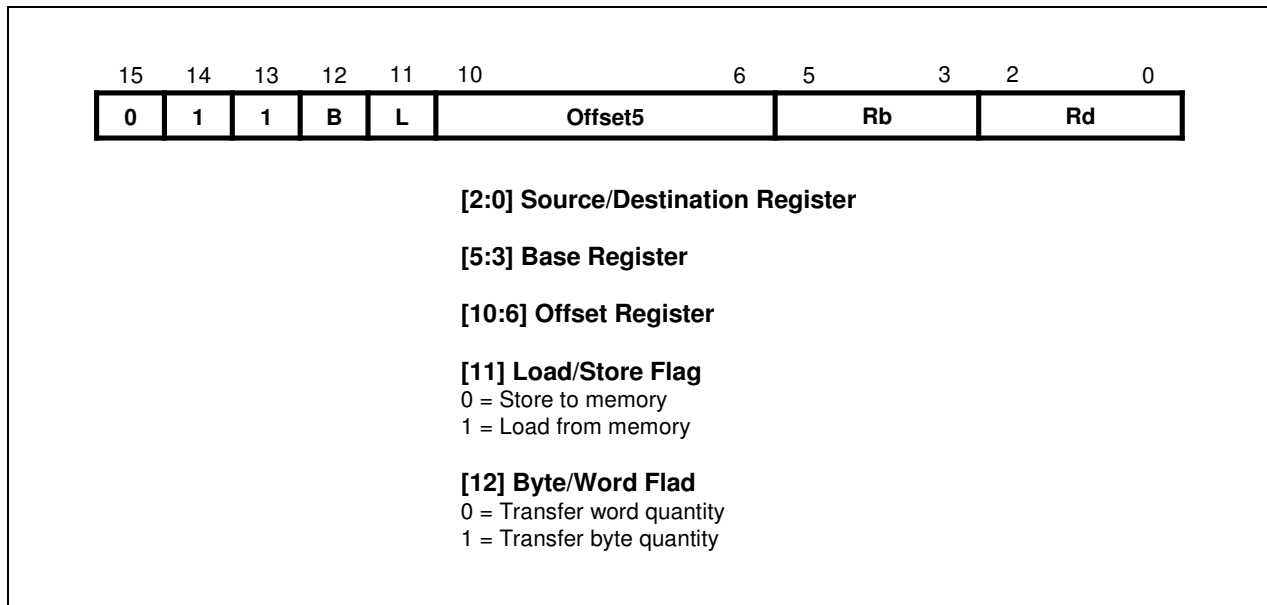 15 14 13 12 11 10 6 5 3 2 0
0 1 1 B L Offset5 Rb Rd
[2:0] Source/Destination Register
[5:3] Base Register
[10:6] Offset Register
[11] Load/Store Flag
0 = Store to memory
1 = Load from memory
[12] Byte/Word Flad
0 = Transfer word quantity
1 = Transfer byte quantity